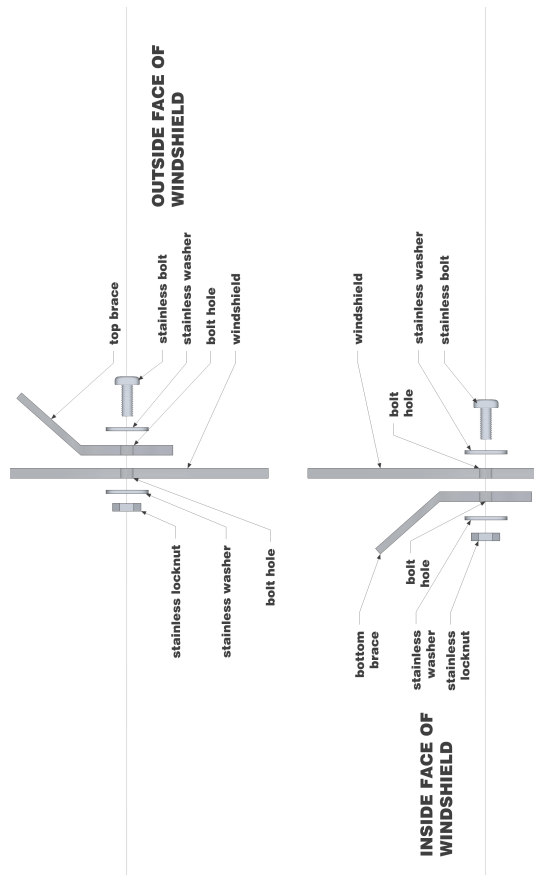 OUTSIDE FACE OF
WINDSHIELD
top brace
stainless bolt
stainless washer
bolt hole
windshield
stainless locknut
stainless washer
bolt hole
windshield
bolt
hole
stainless washer
stainless bolt
bottom
brace
bolt
hole
stainless
washer
stainless
locknut
INSIDE FACE OF
WINDSHIELD